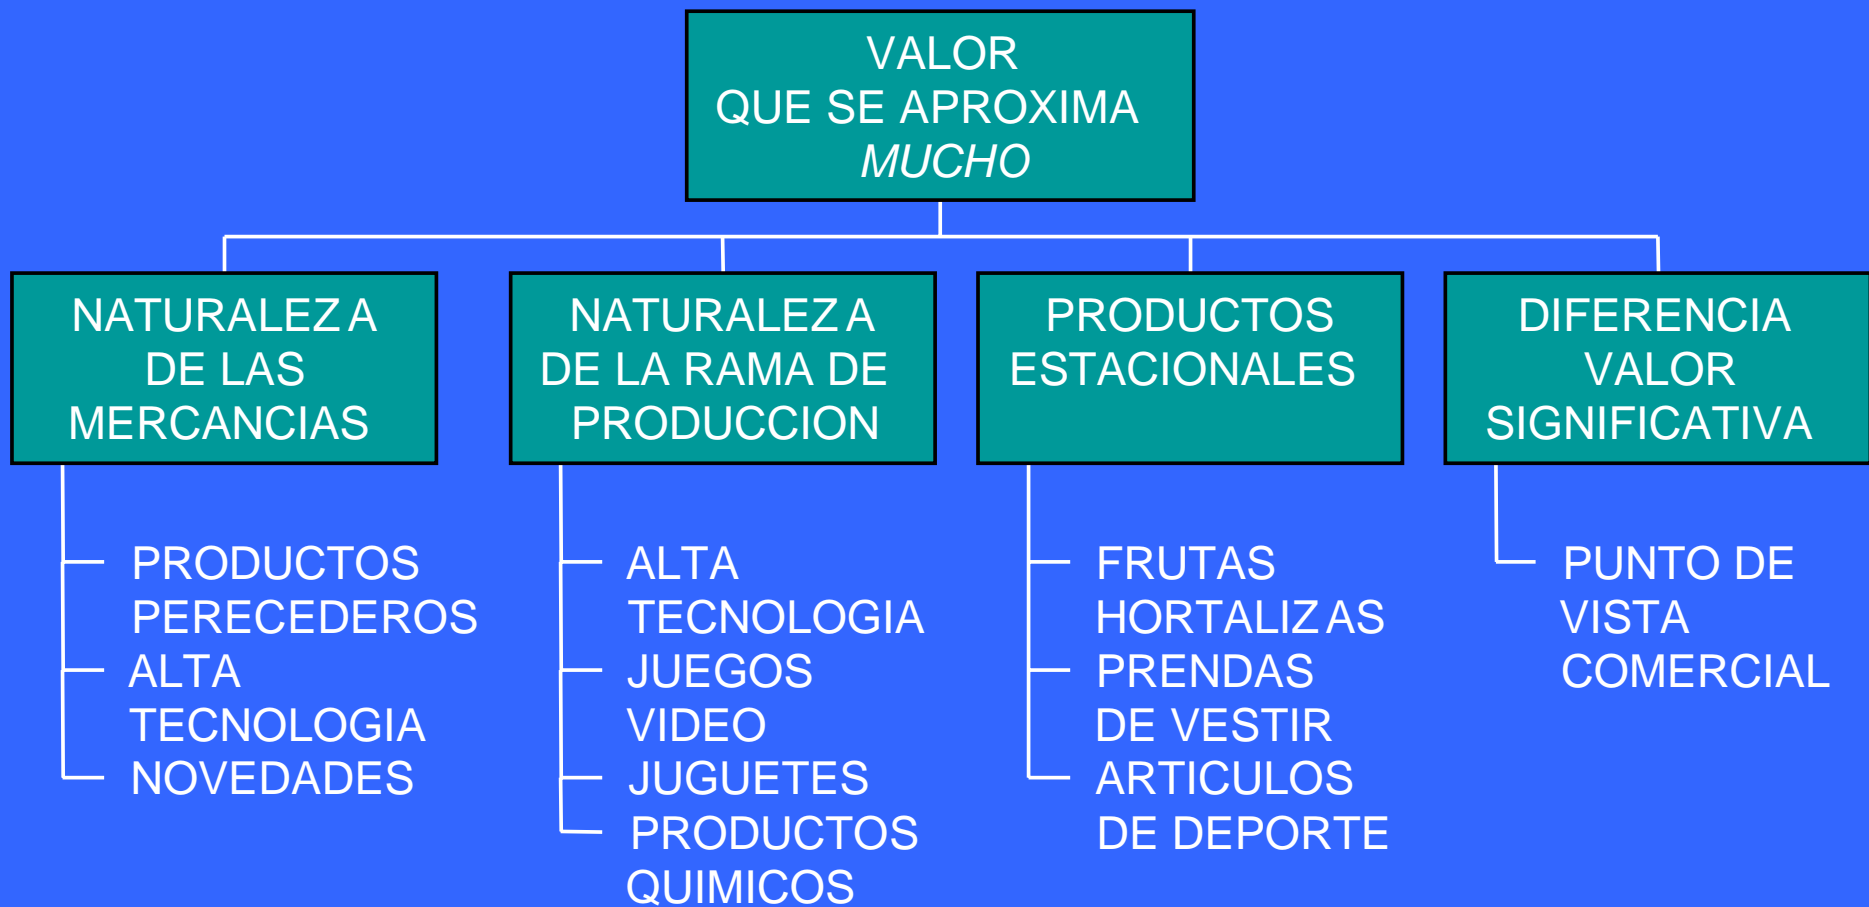 VALOR
QUE SE APROXIMA
MUCHO
NATURALEZA
DE LAS
MERCANCIAS
PRODUCTOS
PERECEDEROS
ALTA
TECNOLOGIA
NOVEDADES
NATURALEZA
DE LA RAMA DE
PRODUCCION
ALTA
TECNOLOGIA
JUEGOS
VIDEO
JUGUETES
PRODUCTOS
QUIMICOS
PRODUCTOS
ESTACIONALES
FRUTAS
HORTALIZAS
PRENDAS
DE VESTIR
ARTICULOS
DE DEPORTE
DIFERENCIA
VALOR
SIGNIFICATIVA
PUNTO DE
VISTA
COMERCIAL